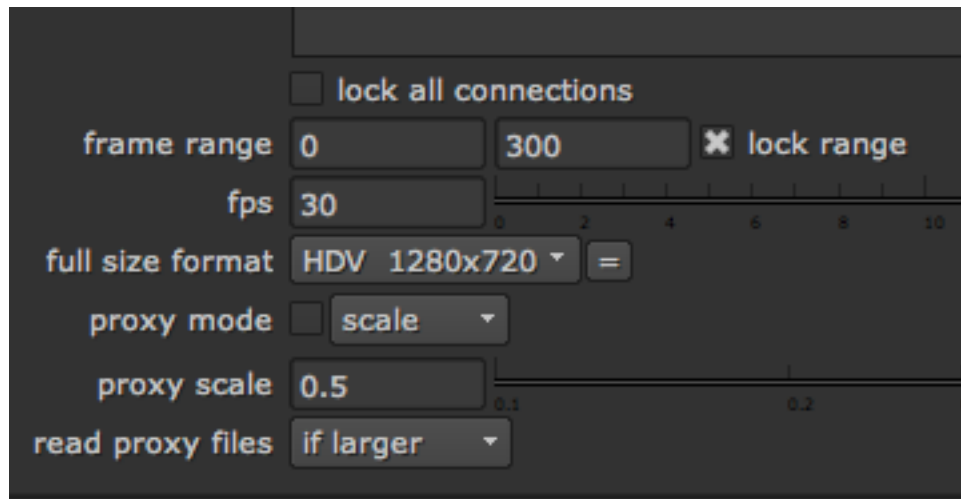 lock all connections
frame range 0 300 lock range
fps 30
0 2 4 6 8 10
full size format HDV 1280x720 =
proxy mode scale
proxy scale 0.5
0.1 0.2
read proxy files if larger